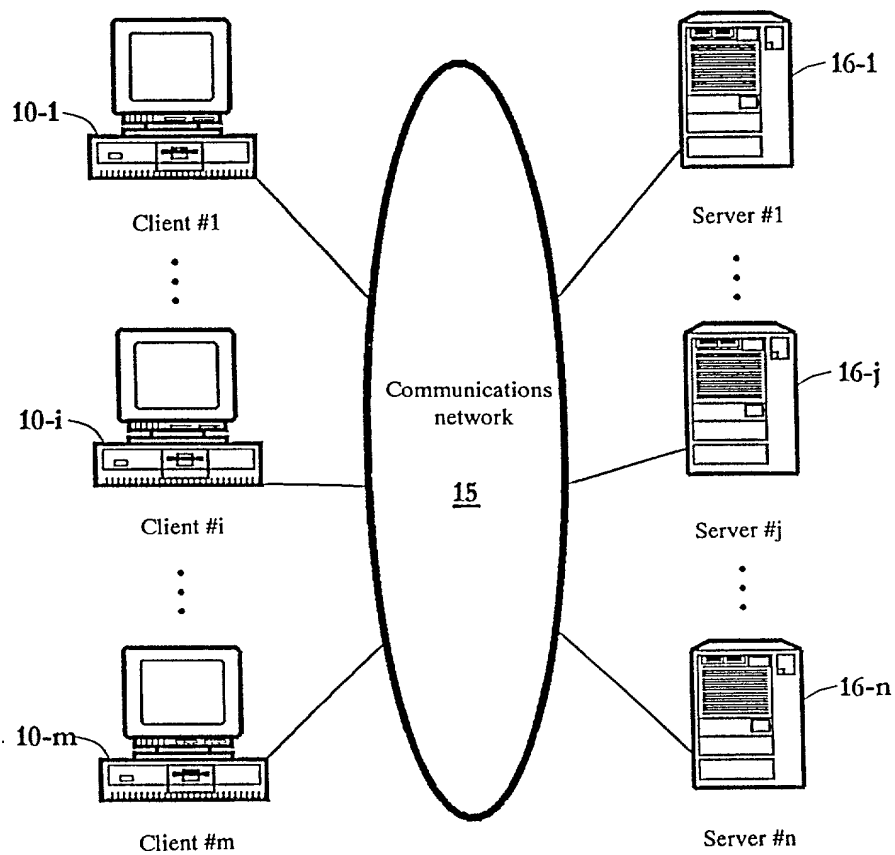 10-1
Client #1
16-1
Server #1
10-i
Client #i
Communications
network
15
16-j
Server #j
10-m
Client #m
16-n
Server #n